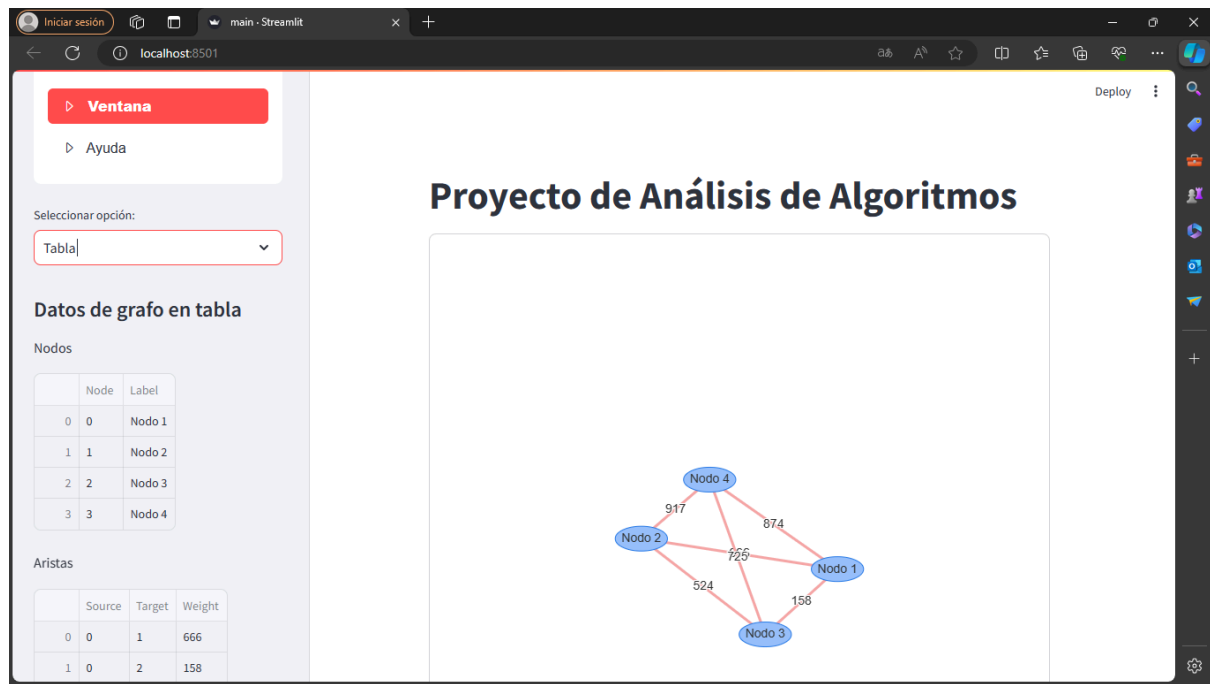 Iniciar sesión
main · Streamlit
localhost:8501
Deploy
Ventana
Ayuda
Seleccionar opción:
Tabla
Datos de grafo en tabla
Nodos
Node Label
0 0 Nodo 1
1 1 Nodo 2
2 2 Nodo 3
3 3 Nodo 4
Aristas
Source Target Weight
0 0 1 666
1 0 2 158
Proyecto de Análisis de Algoritmos
Nodo 4
917
874
Nodo 2
725
Nodo 1
524
158
Nodo 3